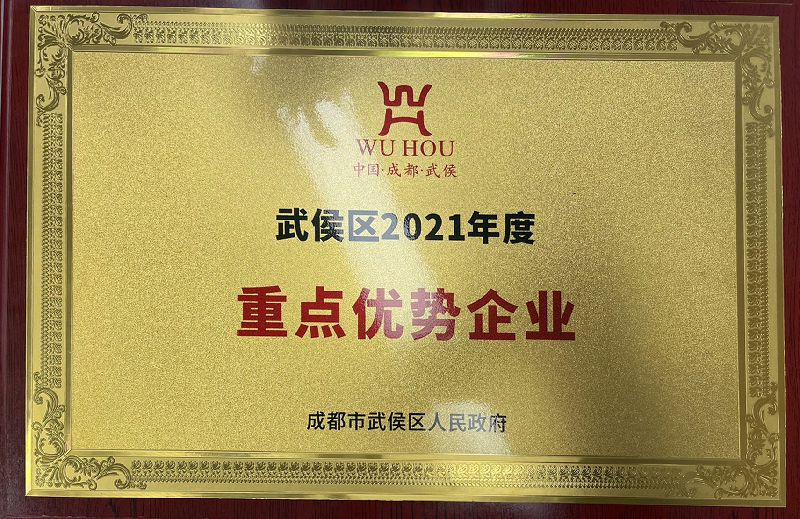 WU HOU
中国·成都·武侯
武侯区2021年度
重点优势企业
成都市武侯区人民政府